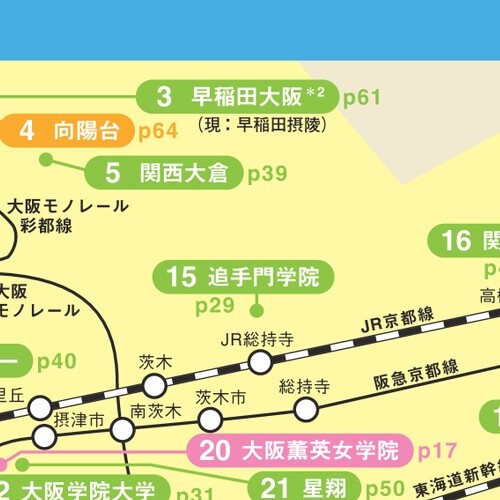 3 早稲田大阪＊2 p61
（現：早稲田摂陵）
4 向陽台 p64
5 関西大倉 p39
大阪モノレール
彩都線
16 関
15 追手門学院
p29
大阪
モノレール
JR京都線
JR総持寺
ー p40
茨木
阪急京都線
里丘
総持寺
茨木市
南茨木
摂津市
20 大阪薫英女学院 p17
2 大阪学院大学 p31
21 星翔 p50
東海道新幹線